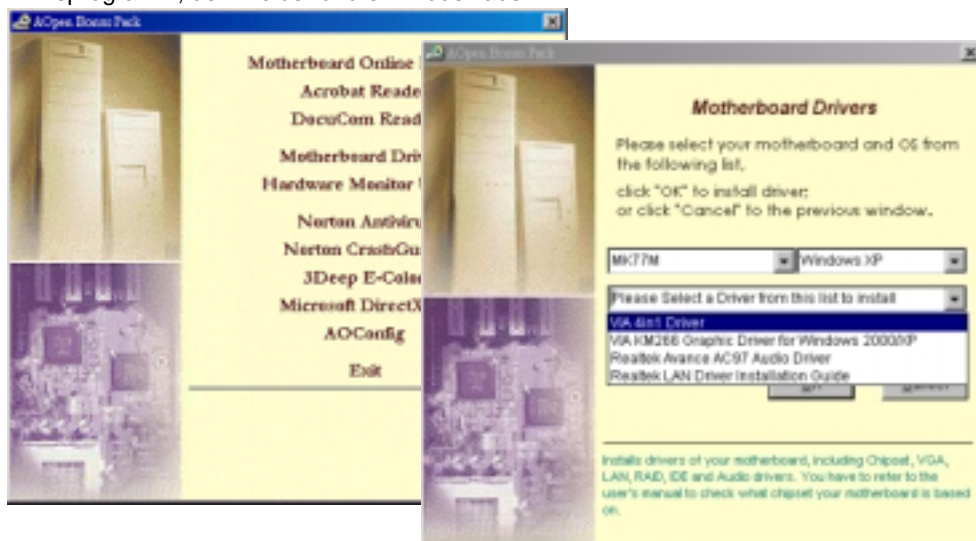 AOpen Bonus Pack
Motherboard Online
Acrobat Reade
DocuCom Read
Motherboard Driv
Hardware Monitor
Norton Antiviru
Norton CrashGu
3Deep E-Colo
Microsoft DirectX
AOConfig
Exit
AOpen Bonus Pack
Motherboard Drivers
Please select your motherboard and OS from
the following list,
click "OK" to install driver;
or click "Cancel" to the previous window.
MK77M
Windows XP
Please Select a Driver from this list to install
VIA 4in1 Driver
VIA KM266 Graphic Driver for Windows 2000/XP
Realtek Avance AC97 Audio Driver
Realtek LAN Driver Installation Guide
Installs drivers of your motherboard, including Chipset, VGA,
LAN, RAID, IDE and Audio drivers. You have to refer to the
user's manual to check what chipset your motherboard is based
on.